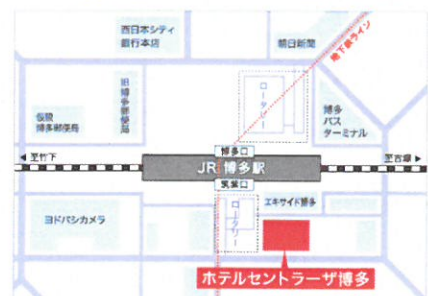 西日本シティ
銀行本店
朝日新聞
地下鉄ライン
ロータリー
旧博多郵便局
仮設
博多郵便局
博多
バス
ターミナル
博多口
◀至竹下
JR 博多駅
至吉塚▶
筑紫口
ヨドバシカメラ
ロータリー
エキサイド博多
ホテルセントラーザ博多